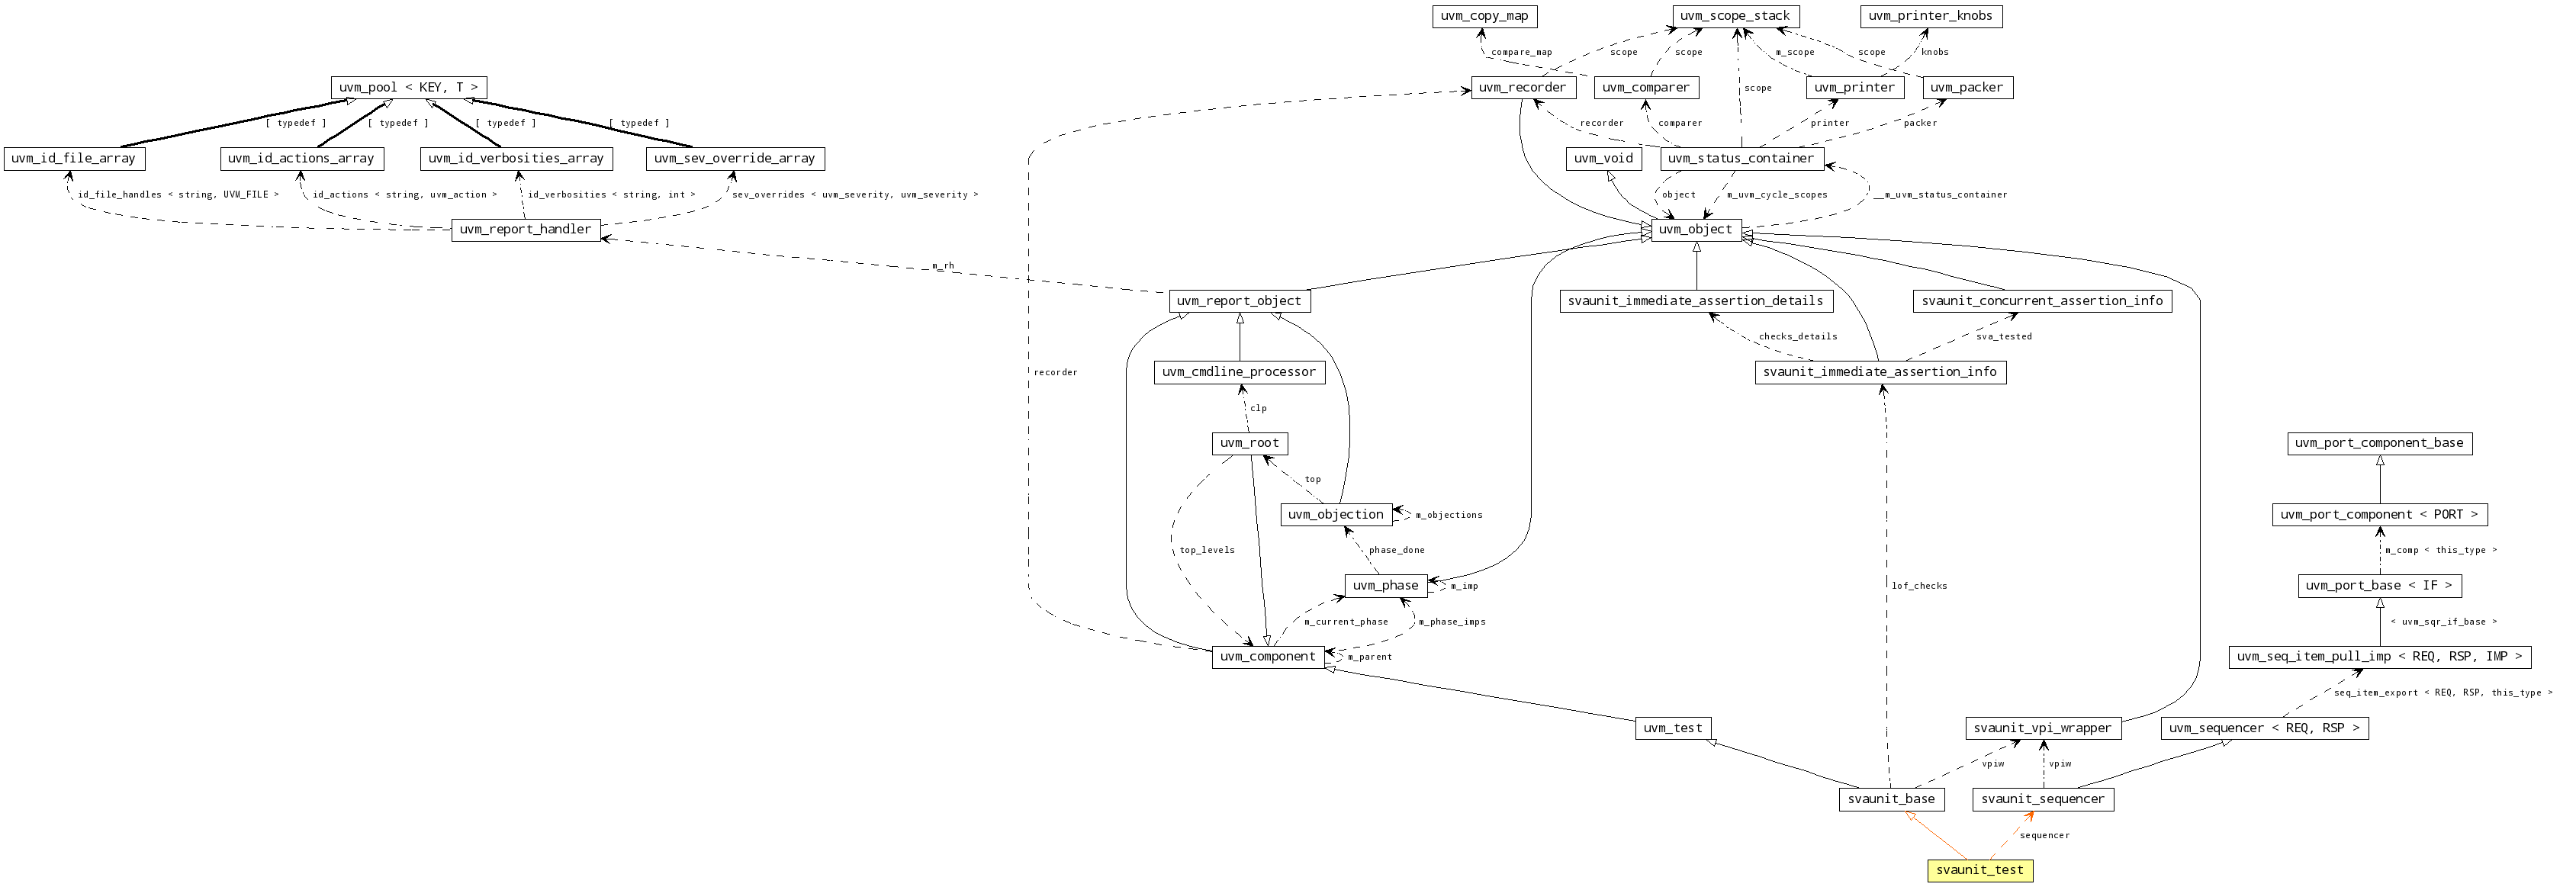 uvm_copy_map
uvm_scope_stack
uvm_printer_knobs
compare_map
scope
scope
m_scope
scope
knobs
uvm_pool < KEY, T >
uvm_recorder
uvm_comparer
uvm_printer
uvm_packer
scope
[ typedef ]
[ typedef ]
[ typedef ]
[ typedef ]
recorder
comparer
printer
packer
uvm_id_file_array
uvm_id_actions_array
uvm_id_verbosities_array
uvm_sev_override_array
uvm_void
uvm_status_container
id_file_handles < string, UVM_FILE >
id_actions < string, uvm_action >
id_verbosities < string, int >
sev_overrides < uvm_severity, uvm_severity >
object
m_uvm_cycle_scopes
__m_uvm_status_container
uvm_report_handler
uvm_object
m_rh
uvm_report_object
svaunit_immediate_assertion_details
svaunit_concurrent_assertion_info
checks_details
sva_tested
recorder
uvm_cmdline_processor
svaunit_immediate_assertion_info
clp
uvm_root
uvm_port_component_base
top
uvm_objection
m_objections
uvm_port_component < PORT >
top_levels
phase_done
m_comp < this_type >
uvm_phase
m_imp
lof_checks
uvm_port_base < IF >
m_current_phase
m_phase_imps
< uvm_sqr_if_base >
uvm_component
m_parent
uvm_seq_item_pull_imp < REQ, RSP, IMP >
seq_item_export < REQ, RSP, this_type >
uvm_test
svaunit_vpi_wrapper
uvm_sequencer < REQ, RSP >
vpiw
vpiw
svaunit_base
svaunit_sequencer
sequencer
svaunit_test